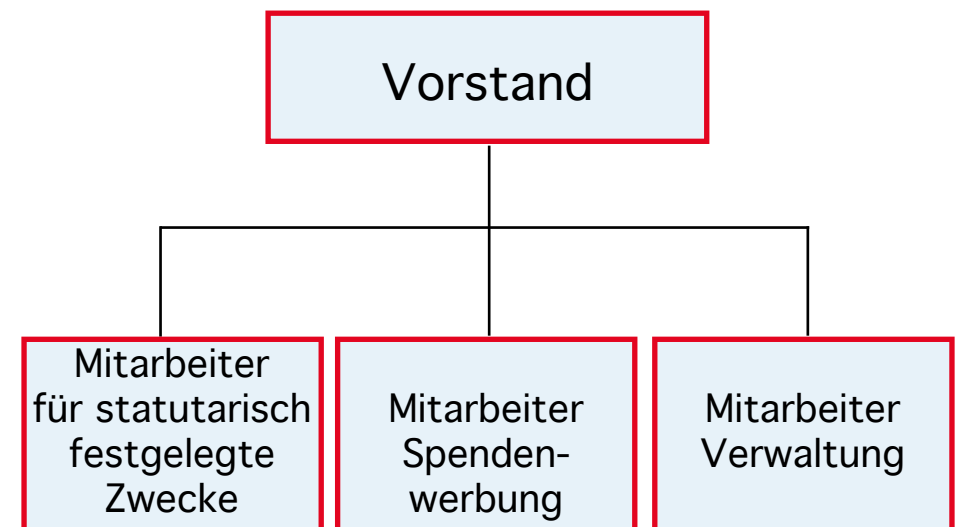 Vorstand
Mitarbeiter
für statutarisch
festgelegte
Zwecke
Mitarbeiter
Spenden-
werbung
Mitarbeiter
Verwaltung